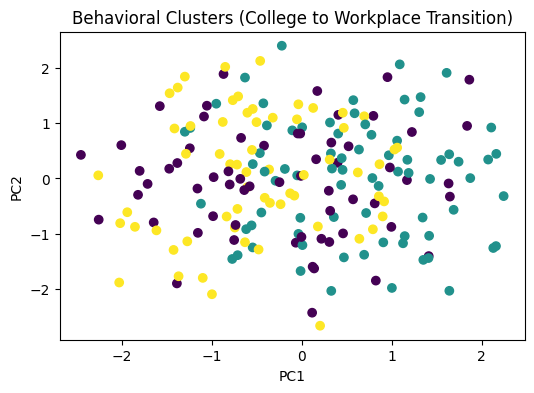 Behavioral Clusters (College to Workplace Transition)
2
1
0
−1
−2
PC2
−2 −1 0 1 2
PC1